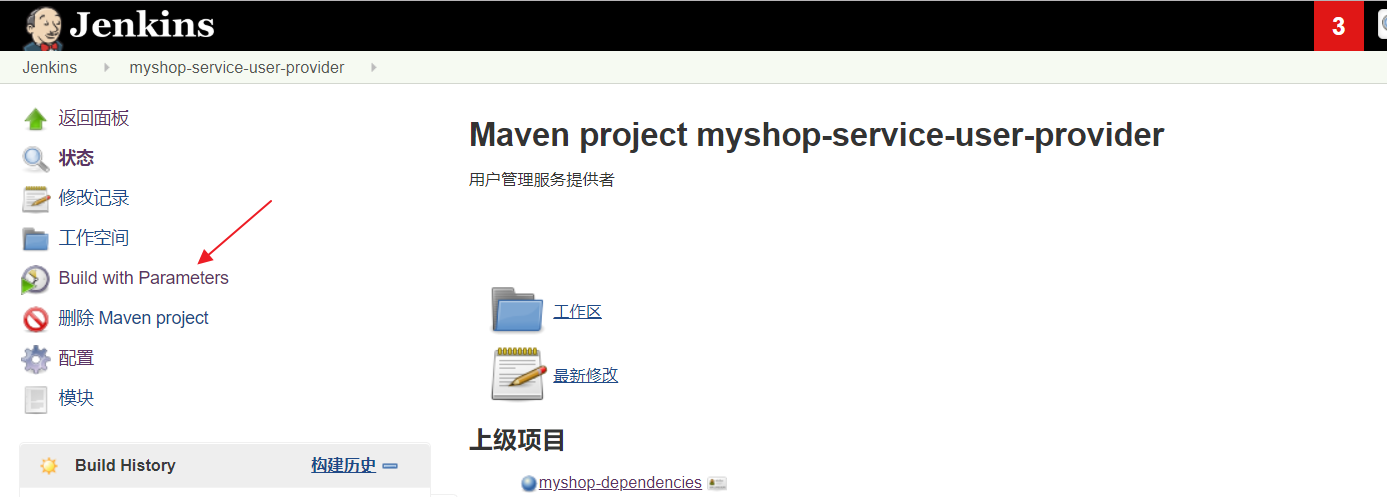 Jenkins
3
Jenkins myshop-service-user-provider
返回面板
状态
修改记录
工作空间
Build with Parameters
删除 Maven project
配置
模块
Build History 构建历史
Maven project myshop-service-user-provider
用户管理服务提供者
工作区
最新修改
上级项目
myshop-dependencies